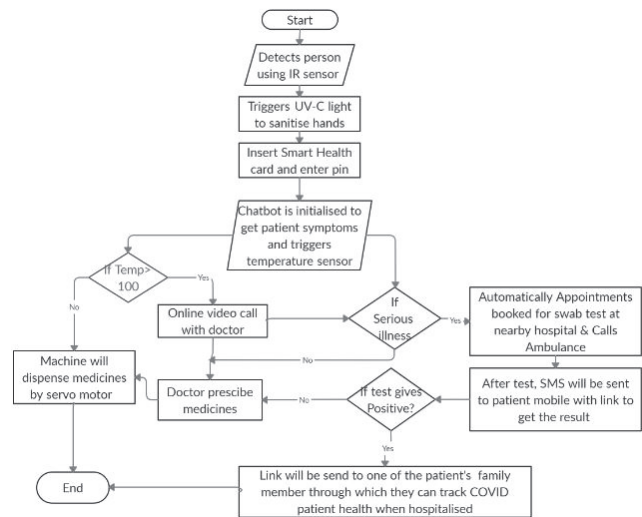 Start
Detects person
using IR sensor
Triggers UV-C light
to sanitise hands
Insert Smart Health
card and enter pin
Chatbot is initialised to
get patient symptoms
and triggers
temperature sensor
If Temp>
100
Yes
No
Online video call
with doctor
If
Serious
illness
Yes
No
Automatically Appointments
booked for swab test at
nearby hospital & Calls
Ambulance
Machine will
dispense medicines
by servo motor
Doctor prescibe
medicines
No
If test gives
Positive?
After test, SMS will be sent
to patient mobile with link to
get the result
Yes
End
Link will be send to one of the patient's family
member through which they can track COVID
patient health when hospitalised